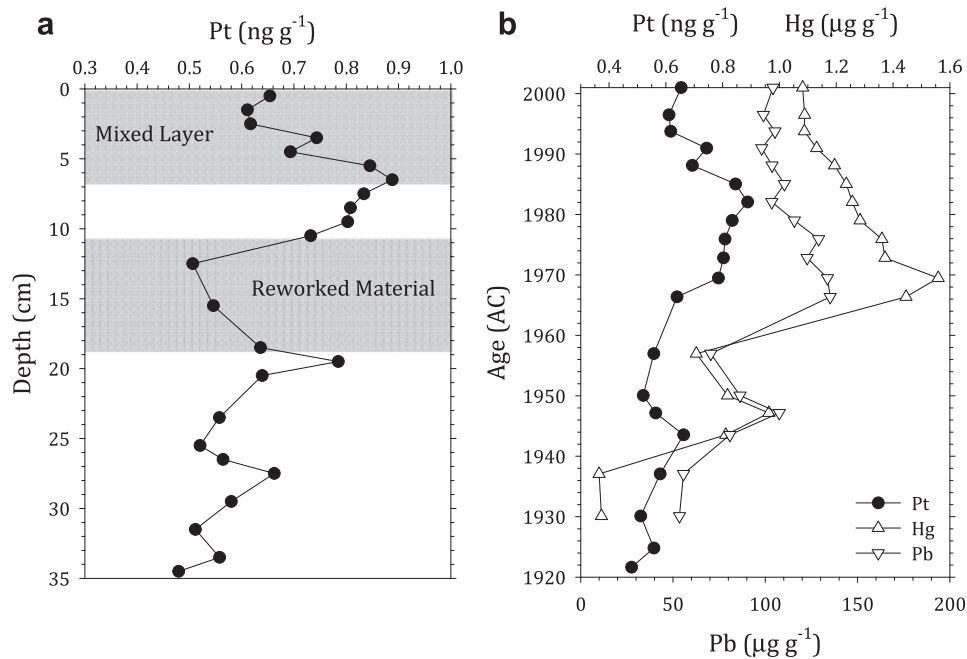 a
Pt (ng g-1)
0.3 0.4 0.5 0.6 0.7 0.8 0.9 1.0
0
5
10
15
20
25
30
35
Depth (cm)
Mixed Layer
Reworked Material
b
Pt (ng g-1) Hg (µg g-1)
0.4 0.6 0.8 1.0 1.2 1.4 1.6
2000
1990
1980
1970
1960
1950
1940
1930
1920
Age (AC)
Pt
Hg
Pb
0 50 100 150 200
Pb (µg g-1)